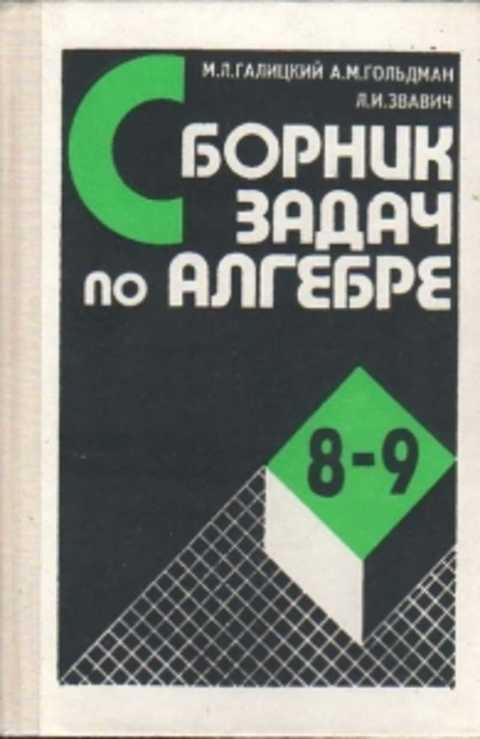 М.Л.ГАЛИЦКИЙ А.М.ГОЛЬДМАН
Л.И.ЗВАВИЧ
СБОРНИК
ЗАДАЧ
ПО АЛГЕБРЕ
8-9